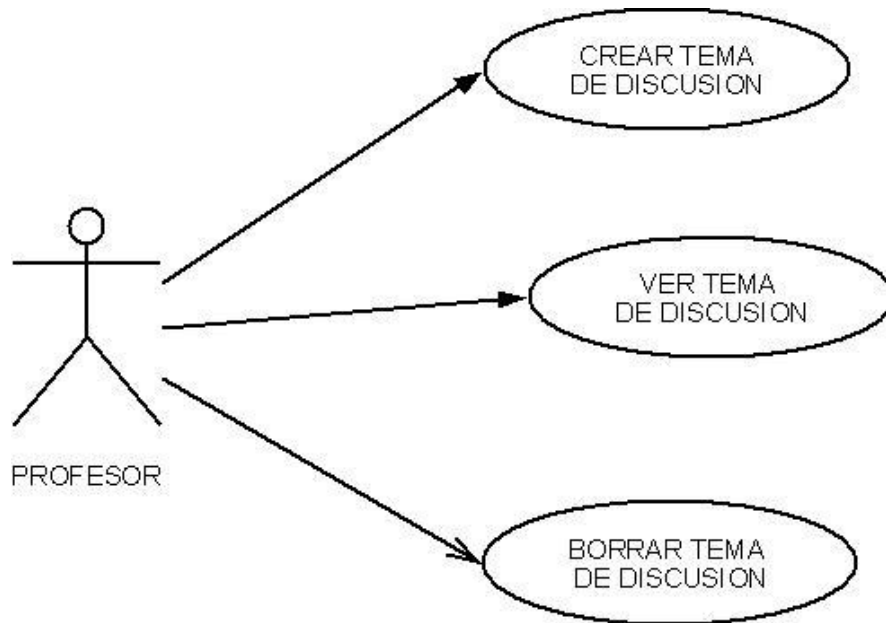 CREAR TEMA
DE DISCUSION
VER TEMA
DE DISCUSION
PROFESOR
BORRAR TEMA
DE DISCUSION